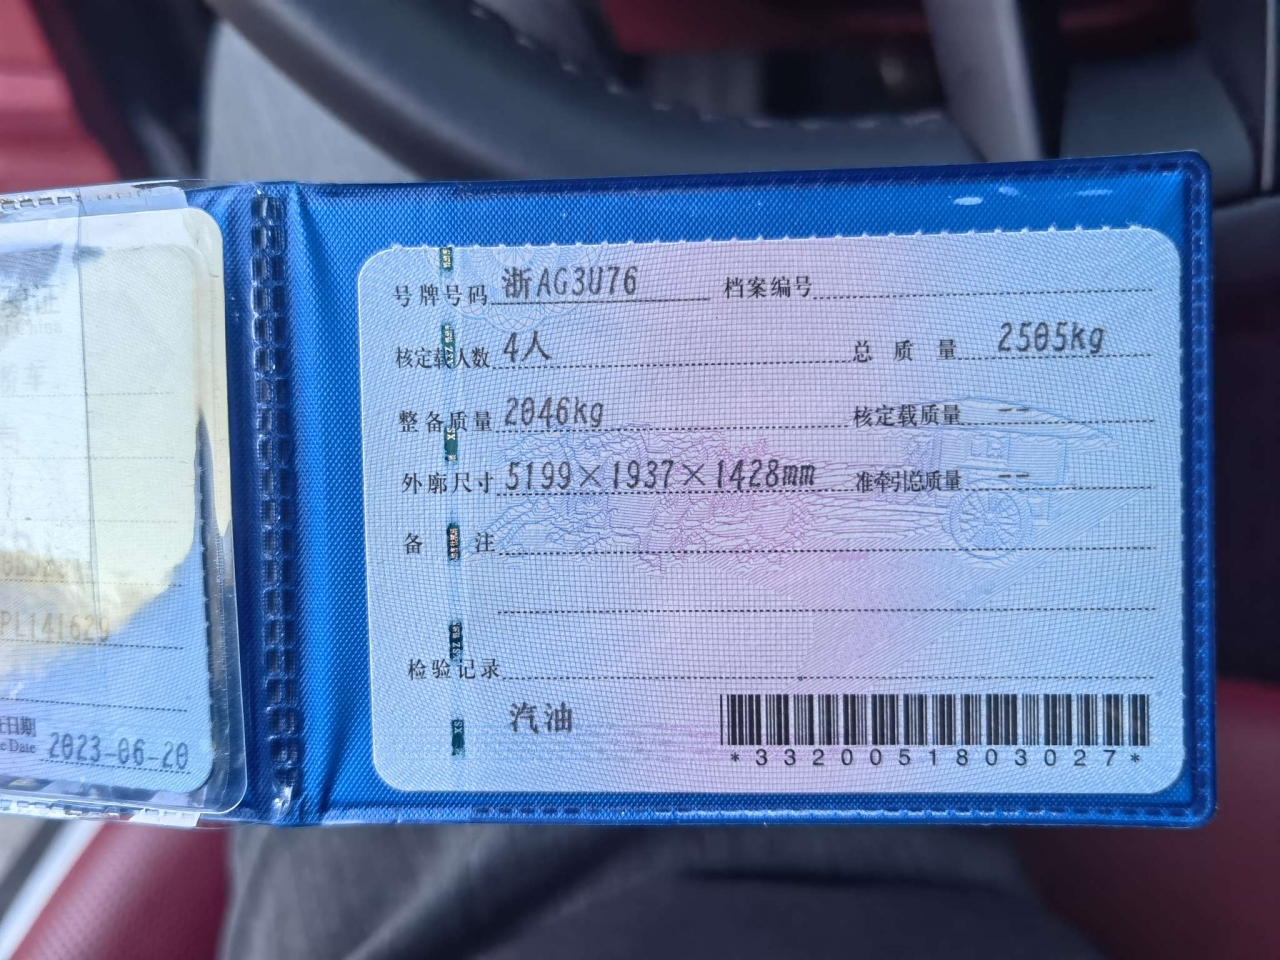 PL141629
2023-06-20
号牌号码 浙AG3U76 档案编号
核定载人数 4人 总质量 2505kg
整备质量 2046kg 核定载质量 --
外廓尺寸 5199×1937×1428mm 准牵引总质量 --
备注
检验记录
汽油
*3320051803027*